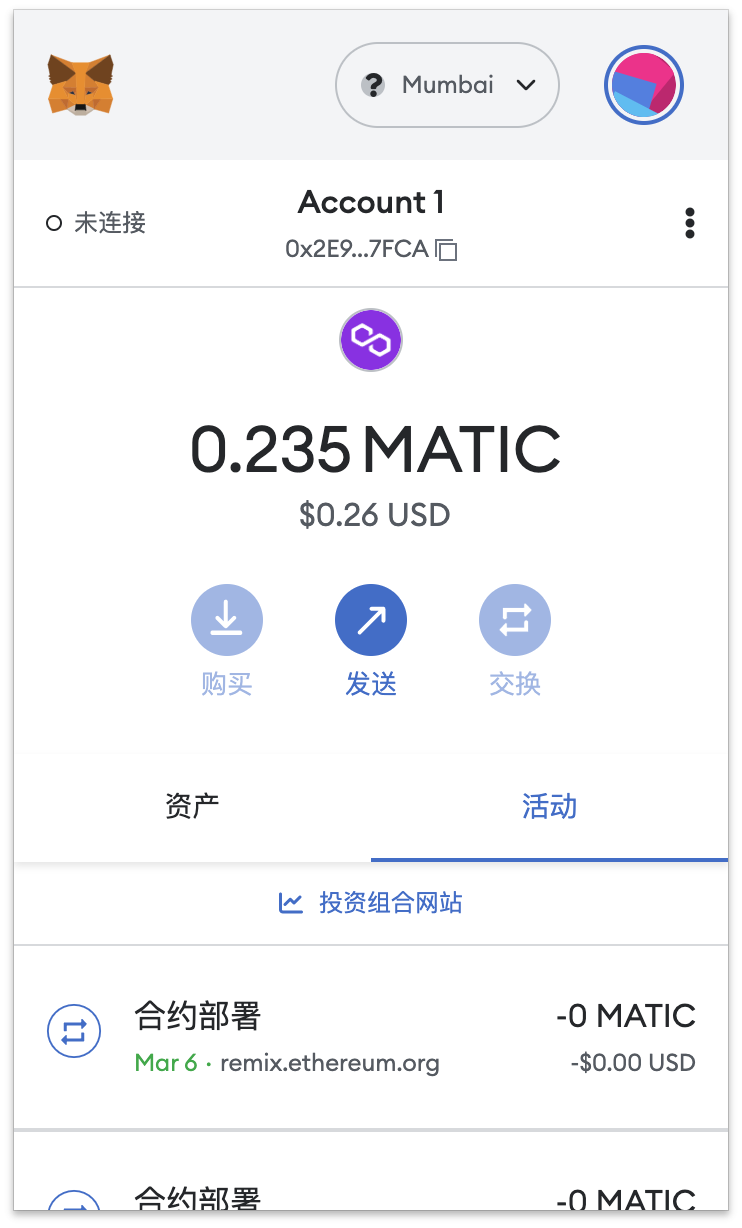 Mumbai
Account 1
未连接
0x2E9...7FCA
0.235 MATIC
$0.26 USD
购买
发送
交换
资产
活动
投资组合网站
合约部署
-0 MATIC
Mar 6 · remix.ethereum.org
-$0.00 USD
合约部署
-0 MATIC